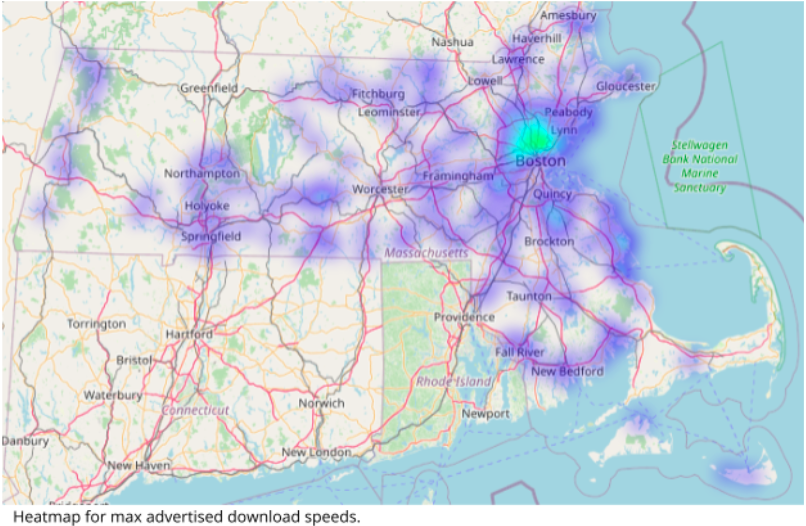 Amesbury
Nashua
Haverhill
Lawrence
Lowell
Greenfield
Fitchburg
Gloucester
Leominster
Peabody
Lynn
Boston
Stellwagen
Bank National
Marine
Sanctuary
Northampton
Framingham
Worcester
Quincy
Holyoke
Springfield
Brockton
Massachusetts
Taunton
Torrington
Providence
Hartford
Bristol
Fall River
New Bedford
Rhode Island
Waterbury
Connecticut
Norwich
Newport
Danbury
New London
New Haven
Heatmap for max advertised download speeds.